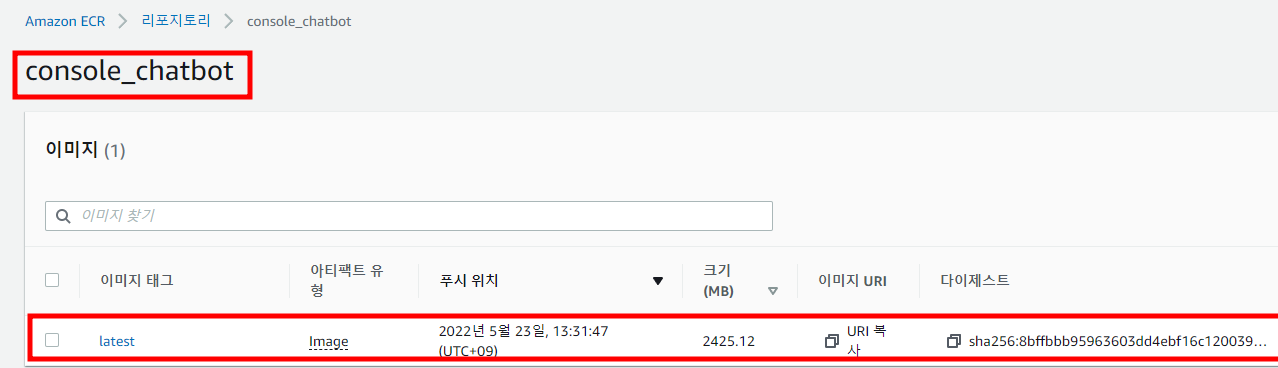 Amazon ECR > 리포지토리 > console_chatbot
console_chatbot
이미지 (1)
이미지 찾기
이미지 태그 아티팩트 유형 푸시 위치 크기 (MB) 이미지 URI 다이제스트
latest Image 2022년 5월 23일, 13:31:47 (UTC+09) 2425.12 URI 복사 sha256:8bffbbb95963603dd4ebf16c120039...